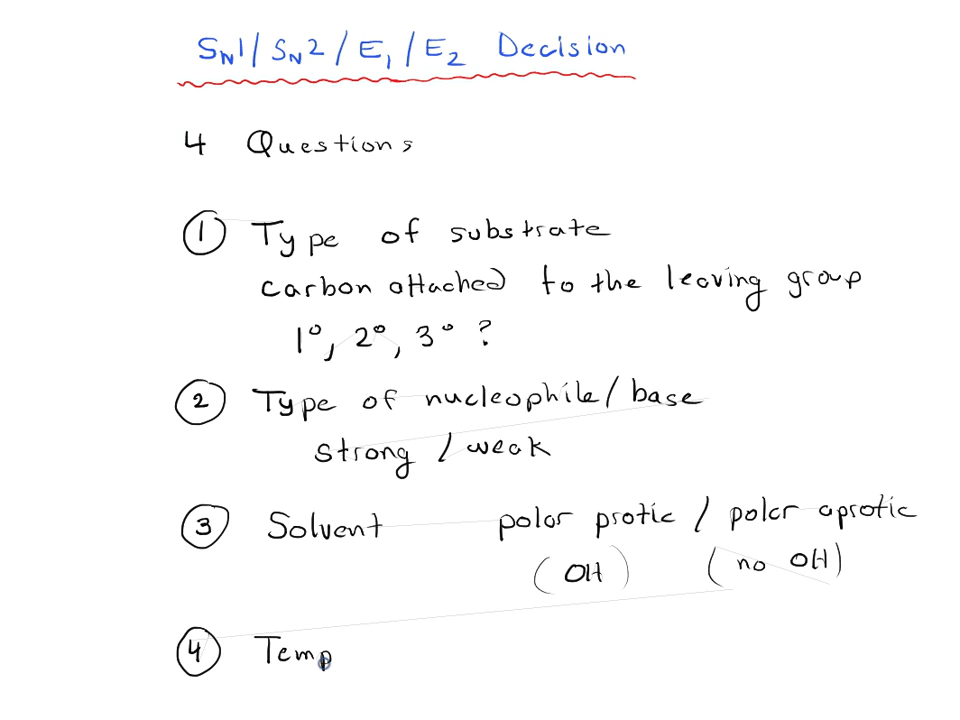 SN1 / SN2 / E1 / E2 Decision
4 Questions
1 Type of substrate
carbon attached to the leaving group
1°, 2°, 3° ?
2 Type of nucleophile / base
strong / weak
3 Solvent polar protic / polar aprotic
(OH) (no OH)
4 Temp